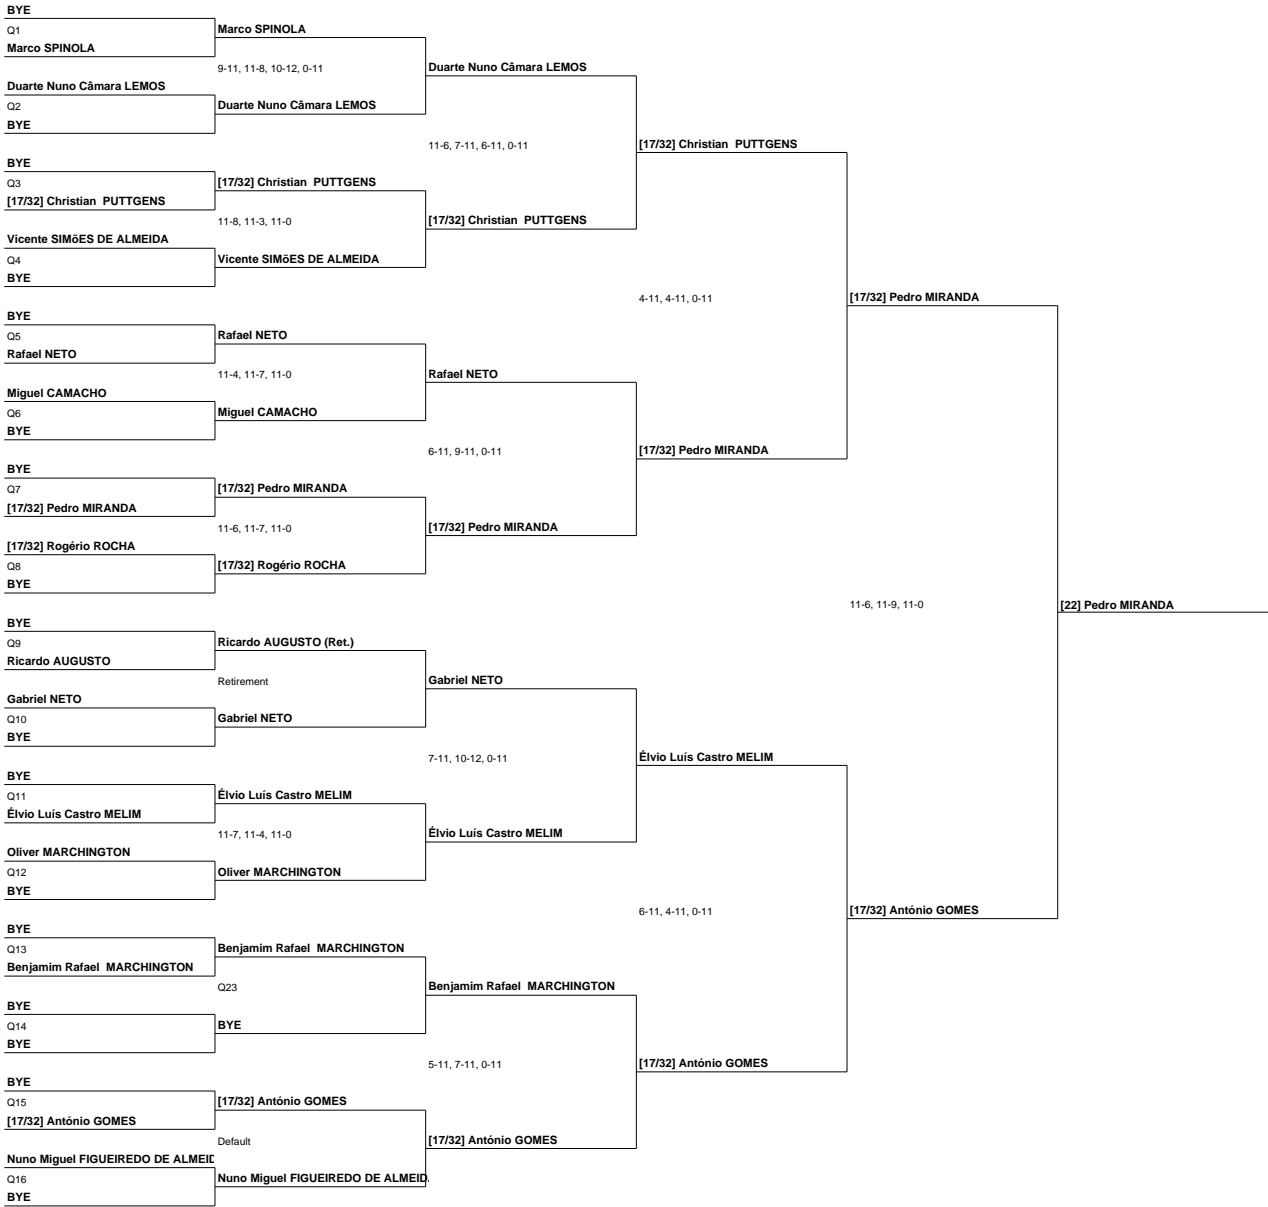 BYE
Q1
Marco SPINOLA
Duarte Nuno Câmara LEMOS
Q2
BYE
BYE
Q3
[17/32] Christian  PUTTGENS
Vicente SIMõES DE ALMEIDA
Q4
BYE
BYE
Q5
Rafael NETO
Miguel CAMACHO
Q6
BYE
BYE
Q7
[17/32] Pedro MIRANDA
[17/32] Rogério ROCHA
Q8
BYE
BYE
Q9
Ricardo AUGUSTO
Gabriel NETO
Q10
BYE
BYE
Q11
Élvio Luís Castro MELIM
Oliver MARCHINGTON
Q12
BYE
BYE
Q13
Benjamim Rafael  MARCHINGTON
BYE
Q14
BYE
BYE
Q15
[17/32] António GOMES
Nuno Miguel FIGUEIREDO DE ALMEID
Q16
BYE
Marco SPINOLA
9-11, 11-8, 10-12, 0-11
Duarte Nuno Câmara LEMOS
[17/32] Christian  PUTTGENS
11-8, 11-3, 11-0
Vicente SIMõES DE ALMEIDA
Rafael NETO
11-4, 11-7, 11-0
Miguel CAMACHO
[17/32] Pedro MIRANDA
11-6, 11-7, 11-0
[17/32] Rogério ROCHA
Ricardo AUGUSTO (Ret.)
Retirement
Gabriel NETO
Élvio Luís Castro MELIM
11-7, 11-4, 11-0
Oliver MARCHINGTON
Benjamim Rafael  MARCHINGTON
Q23
BYE
[17/32] António GOMES
Default
Nuno Miguel FIGUEIREDO DE ALMEID
Duarte Nuno Câmara LEMOS
11-6, 7-11, 6-11, 0-11
[17/32] Christian  PUTTGENS
Rafael NETO
6-11, 9-11, 0-11
[17/32] Pedro MIRANDA
Gabriel NETO
7-11, 10-12, 0-11
Élvio Luís Castro MELIM
Benjamim Rafael  MARCHINGTON
5-11, 7-11, 0-11
[17/32] António GOMES
[17/32] Christian  PUTTGENS
4-11, 4-11, 0-11
[17/32] Pedro MIRANDA
Élvio Luís Castro MELIM
6-11, 4-11, 0-11
[17/32] António GOMES
[17/32] Pedro MIRANDA
11-6, 11-9, 11-0
[17/32] António GOMES
[22] Pedro MIRANDA